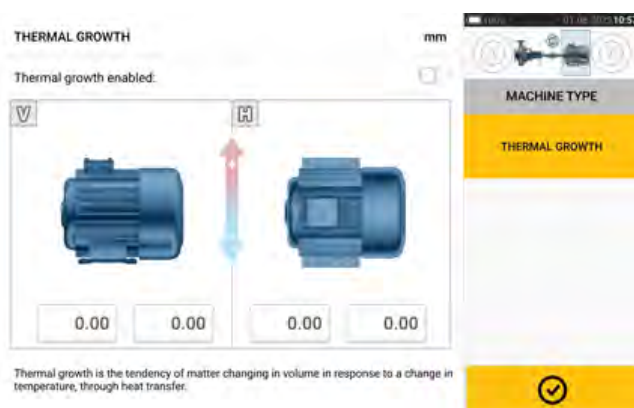 THERMAL GROWTH
mm
Thermal growth enabled:
V
H
0.00
0.00
0.00
0.00
Thermal growth is the tendency of matter changing in volume in response to a change in
temperature, through heat transfer.
MACHINE TYPE
THERMAL GROWTH